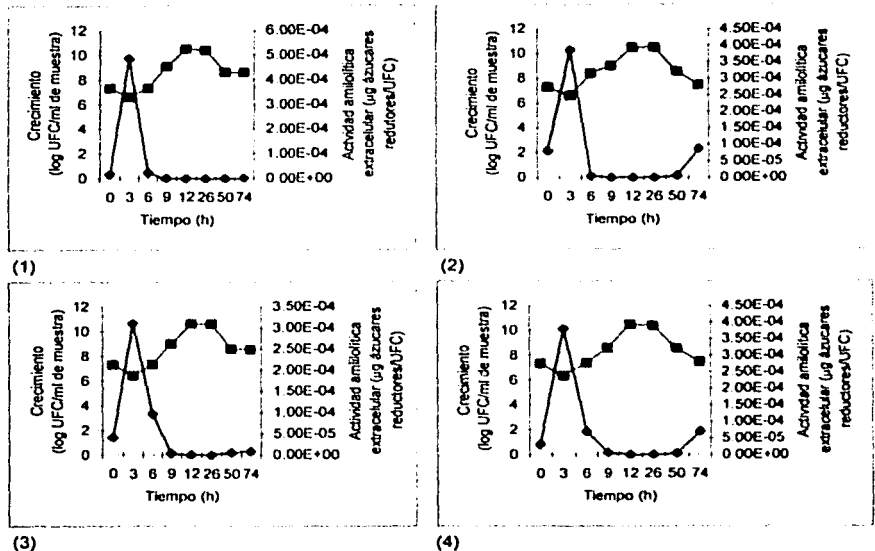 12
10
8
6
4
2
0
Crecimiento
(log UFC/ml de muestra)
6.00E-04
5.00E-04
4.00E-04
3.00E-04
2.00E-04
1.00E-04
0.00E+00
Actividad amilolítica
extracelular (µg azucares
redutores/UFC)
0 3 6 9 12 26 50 74
Tiempo (h)
(1)
12
10
8
6
4
2
0
Crecimiento
(log UFC/ml de muestra)
4.50E-04
4.00E-04
3.50E-04
3.00E-04
2.50E-04
2.00E-04
1.50E-04
1.00E-04
5.00E-05
0.00E+00
Actividad amilolítica
extracelular (µg azúcares
reductores/UFC)
0 3 6 9 12 26 50 74
Tiempo (h)
(2)
12
10
8
6
4
2
0
Crecimiento
(log UFC/ml de muestra)
3.50E-04
3.00E-04
2.50E-04
2.00E-04
1.50E-04
1.00E-04
5.00E-05
0.00E+00
Actividad amilolítica
extracelular (µg ázucares
reductores/UFC)
0 3 6 9 12 26 50 74
Tiempo (h)
(3)
12
10
8
6
4
2
0
Crecimiento
(log UFC/ml de muestra)
4.50E-04
4.00E-04
3.50E-04
3.00E-04
2.50E-04
2.00E-04
1.50E-04
1.00E-04
5.00E-05
0.00E+00
Actividad amilolítica
extracelular (µg ázucares
reductores/UFC)
0 3 6 9 12 26 50 74
Tiempo (h)
(4)